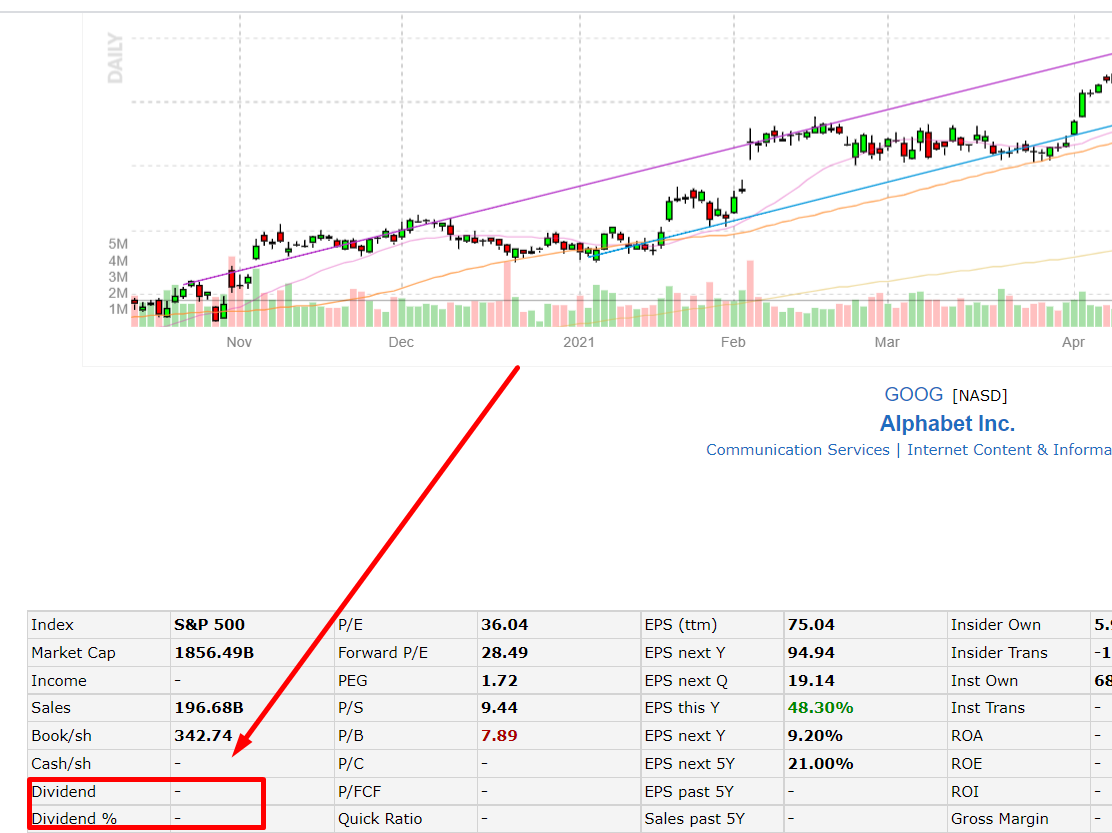 DAILY
5M
4M
3M
2M
1M
Nov Dec 2021 Feb Mar Apr
GOOG [NASD]
Alphabet Inc.
Communication Services | Internet Content & Informa
Index S&P 500 P/E 36.04 EPS (ttm) 75.04 Insider Own 5.9
Market Cap 1856.49B Forward P/E 28.49 EPS next Y 94.94 Insider Trans -1
Income - PEG 1.72 EPS next Q 19.14 Inst Own 68
Sales 196.68B P/S 9.44 EPS this Y 48.30% Inst Trans -
Book/sh 342.74 P/B 7.89 EPS next Y 9.20% ROA -
Cash/sh - P/C - EPS next 5Y 21.00% ROE -
Dividend - P/FCF - EPS past 5Y - ROI -
Dividend % - Quick Ratio - Sales past 5Y - Gross Margin -